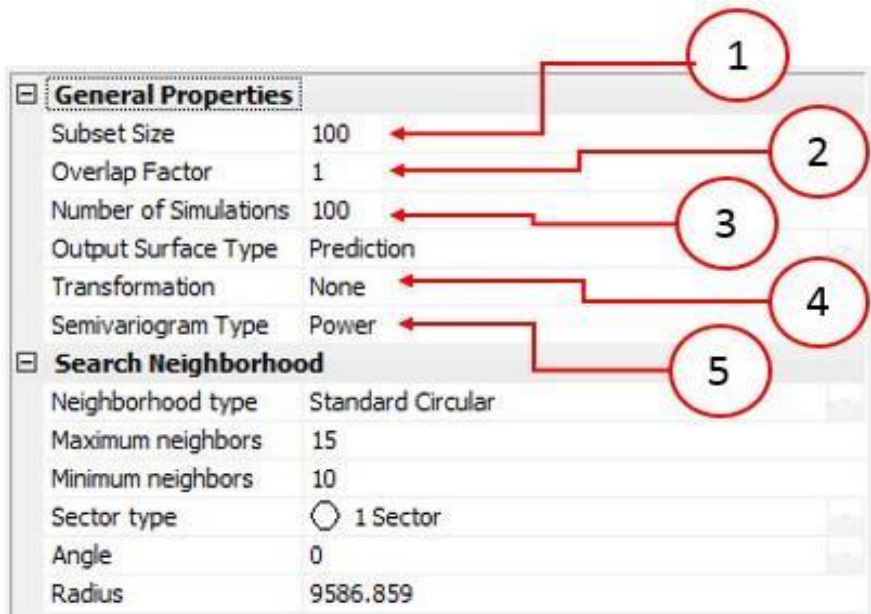 1
General Properties
Subset Size 100
2
Overlap Factor 1
Number of Simulations 100
3
Output Surface Type Prediction
Transformation None
4
Semivariogram Type Power
5
Search Neighborhood
Neighborhood type Standard Circular
Maximum neighbors 15
Minimum neighbors 10
Sector type 1 Sector
Angle 0
Radius 9586.859